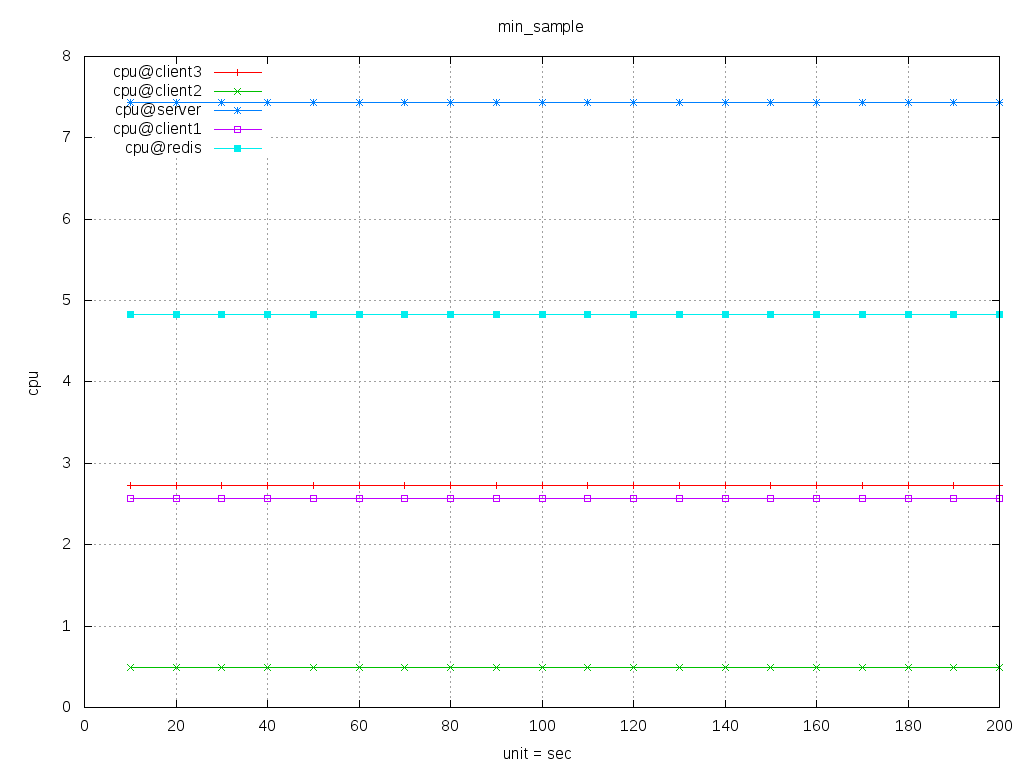 min_sample
8
cpu@client3
cpu@client2
cpu@server
cpu@client1
cpu@redis
7
6
5
4
cpu
3
2
1
0
0 20 40 60 80 100 120 140 160 180 200
unit = sec